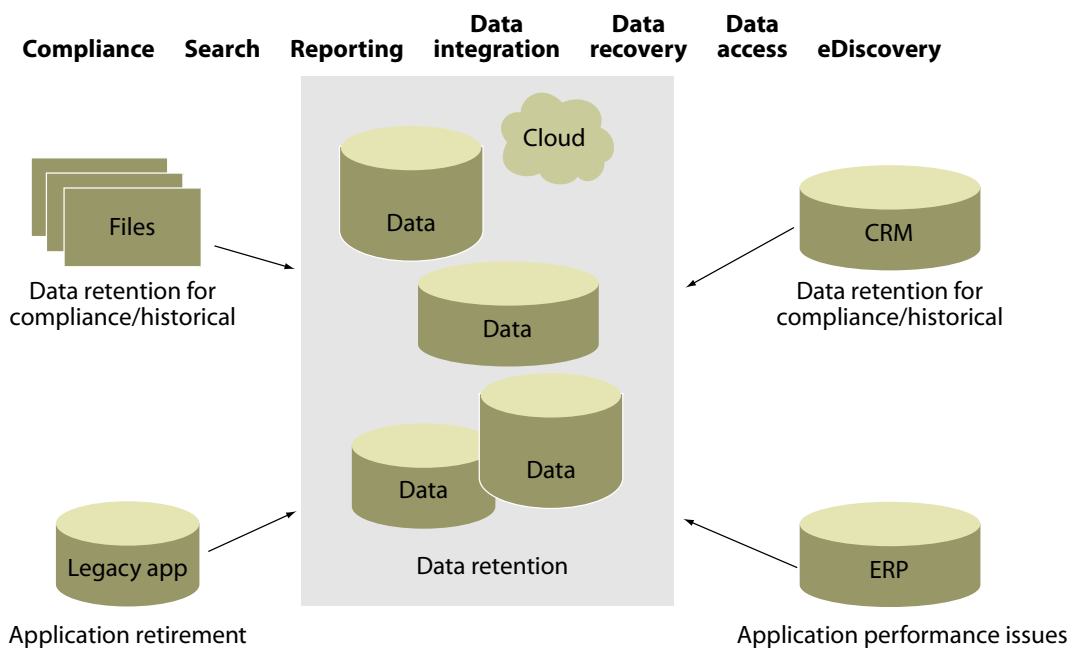 Compliance
Search
Reporting
Data
integration
Data
recovery
Data
access
eDiscovery
Cloud
Data
Files
CRM
Data retention for
compliance/historical
Data retention for
compliance/historical
Data
Data
Data
Legacy app
Data retention
ERP
Application retirement
Application performance issues